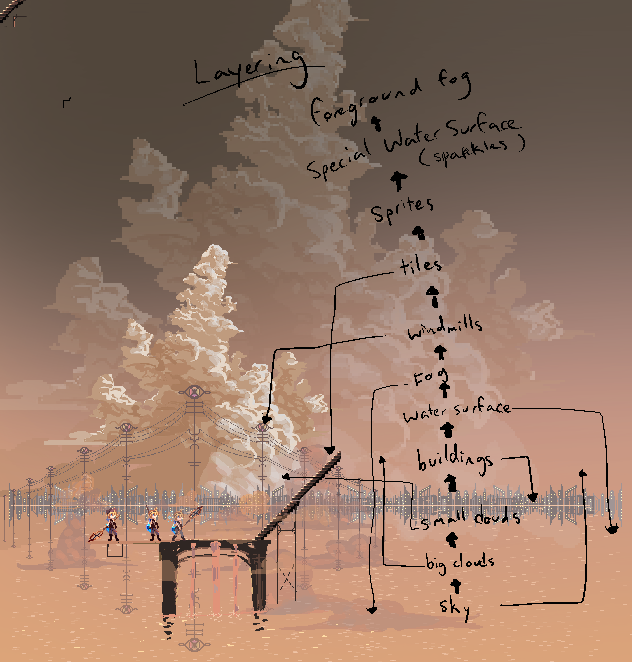 Layering
foreground fog
Special Water Surface
(sparkles)
Sprites
tiles
windmills
Fog
water surface
buildings
small clouds
big clouds
sky